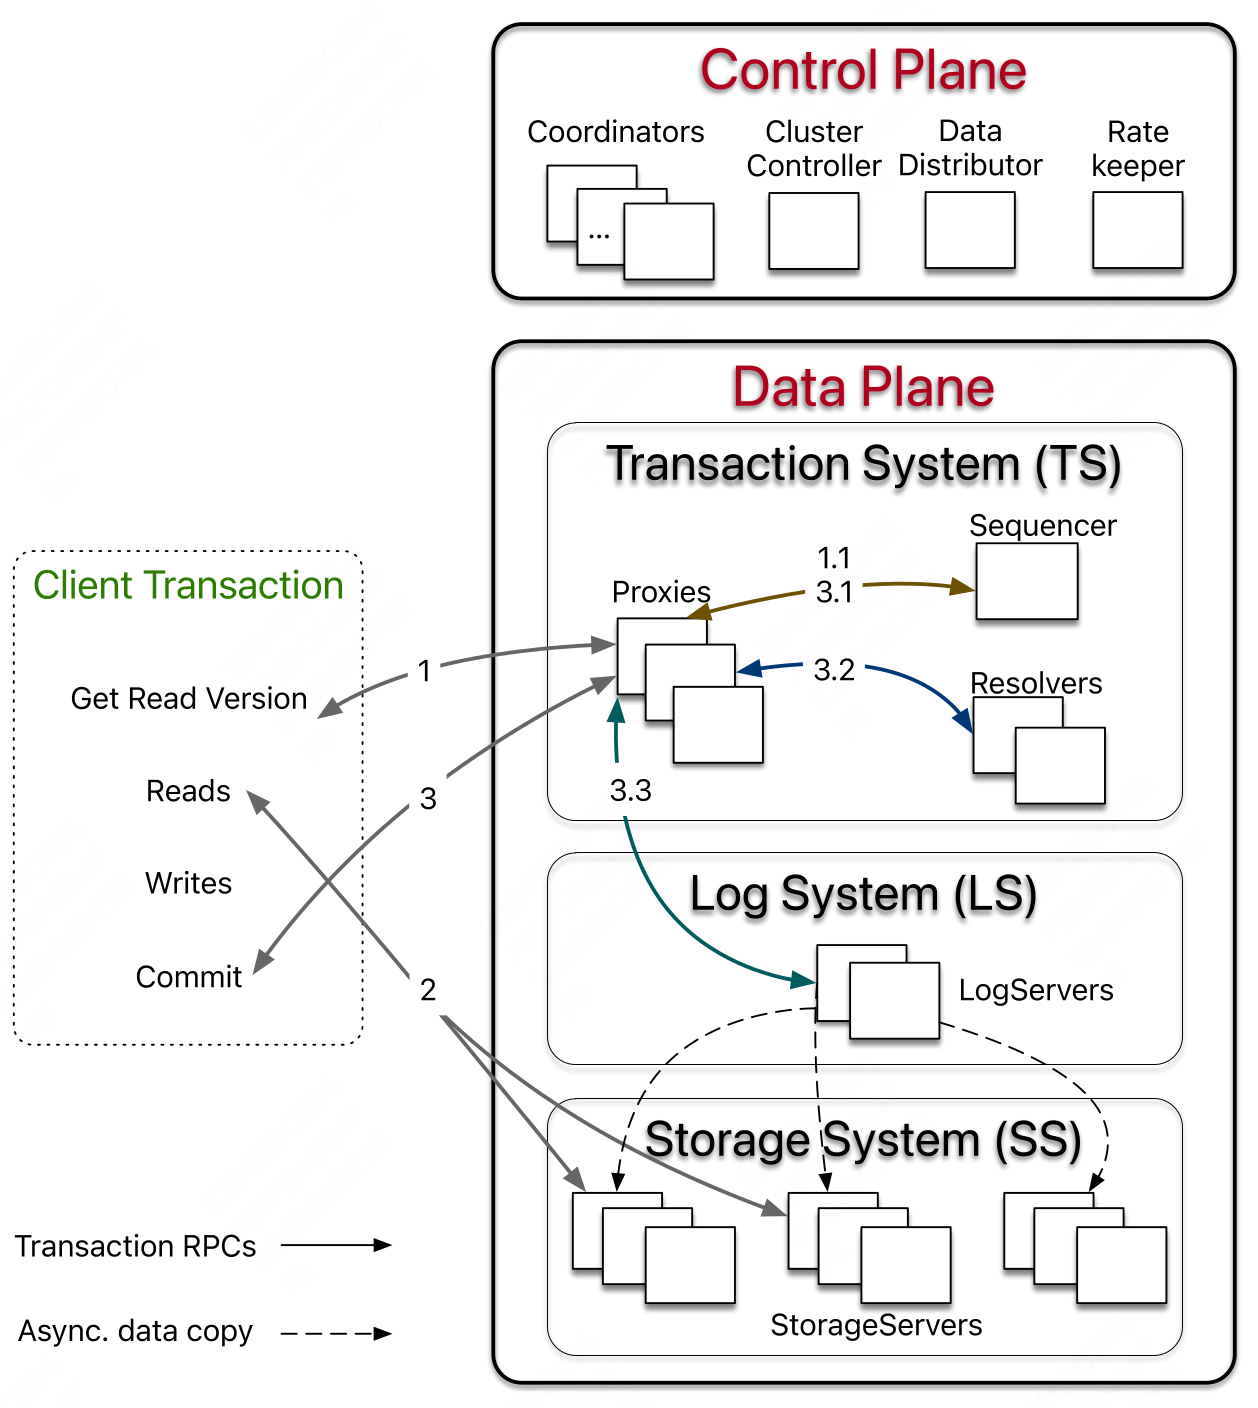 Control Plane
Coordinators
Cluster
Controller
Data
Distributor
Rate
keeper
...
Data Plane
Transaction System (TS)
Sequencer
1.1
3.1
Proxies
3.2
Resolvers
3.3
Client Transaction
Get Read Version
1
Reads
3
Writes
Commit
2
Log System (LS)
LogServers
Storage System (SS)
StorageServers
Transaction RPCs
Async. data copy